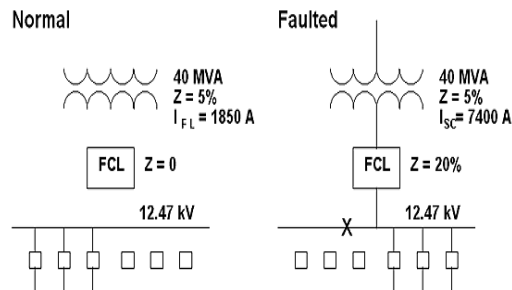 Normal
40 MVA
Z = 5%
I FL = 1850 A
FCL Z = 0
12.47 kV
Faulted
40 MVA
Z = 5%
I SC = 7400 A
FCL Z = 20%
12.47 kV
X